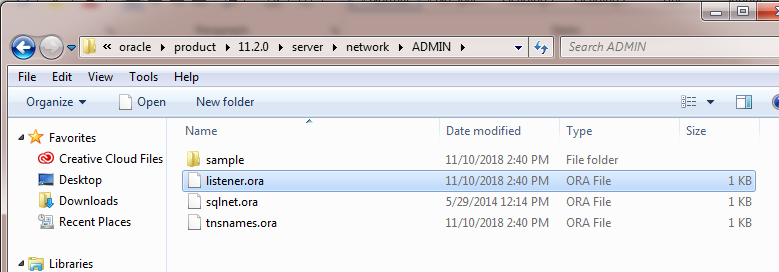 « oracle ▸ product ▸ 11.2.0 ▸ server ▸ network ▸ ADMIN ▸ Search ADMIN
File Edit View Tools Help
Organize ▾ Open New folder
Name Date modified Type Size
Favorites
Creative Cloud Files
Desktop
Downloads
Recent Places
Libraries
sample 11/10/2018 2:40 PM File folder
listener.ora 11/10/2018 2:40 PM ORA File 1 KB
sqlnet.ora 5/29/2014 12:14 PM ORA File 1 KB
tnsnames.ora 11/10/2018 2:40 PM ORA File 1 KB